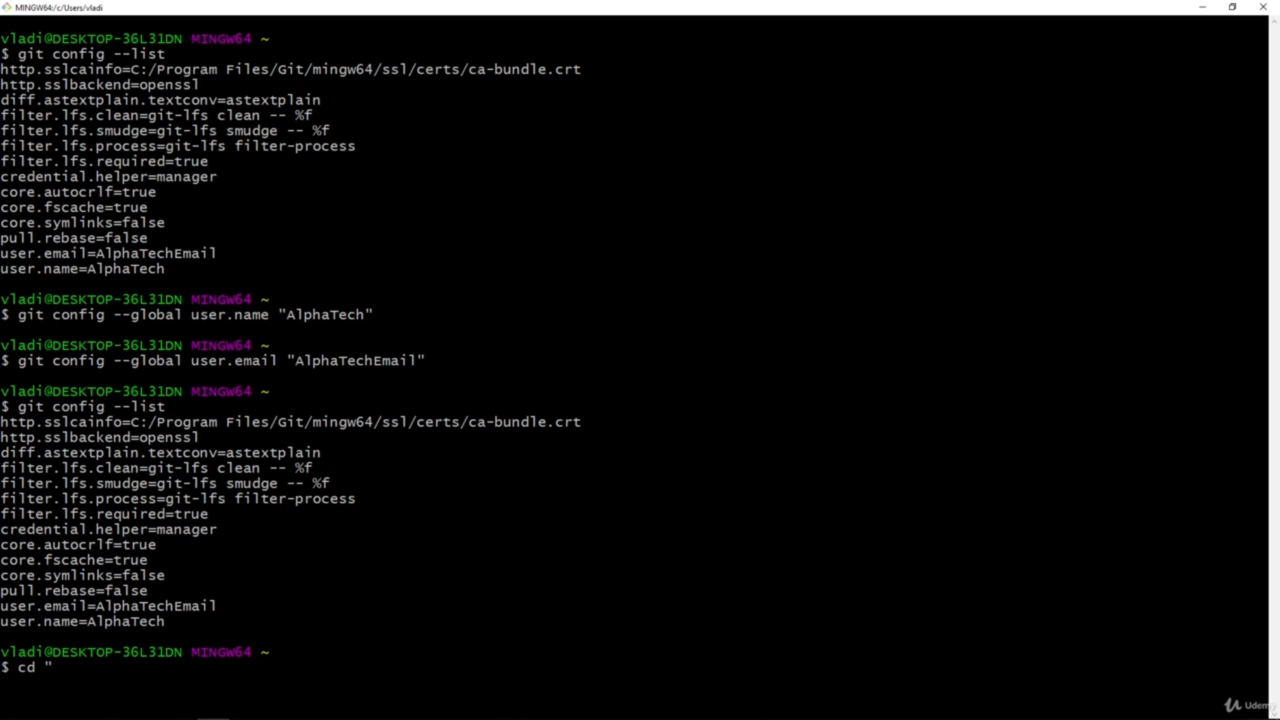 MINGW64:/c/Users/vladi
vladi@DESKTOP-36L31DN MINGW64 ~
$ git config --list
http.sslcainfo=C:/Program Files/Git/mingw64/ssl/certs/ca-bundle.crt
http.sslbackend=openssl
diff.astextplain.textconv=astextplain
filter.lfs.clean=git-lfs clean -- %f
filter.lfs.smudge=git-lfs smudge -- %f
filter.lfs.process=git-lfs filter-process
filter.lfs.required=true
credential.helper=manager
core.autocrlf=true
core.fscache=true
core.symlinks=false
pull.rebase=false
user.email=AlphaTechEmail
user.name=AlphaTech
vladi@DESKTOP-36L31DN MINGW64 ~
$ git config --global user.name "AlphaTech"
vladi@DESKTOP-36L31DN MINGW64 ~
$ git config --global user.email "AlphaTechEmail"
vladi@DESKTOP-36L31DN MINGW64 ~
$ git config --list
http.sslcainfo=C:/Program Files/Git/mingw64/ssl/certs/ca-bundle.crt
http.sslbackend=openssl
diff.astextplain.textconv=astextplain
filter.lfs.clean=git-lfs clean -- %f
filter.lfs.smudge=git-lfs smudge -- %f
filter.lfs.process=git-lfs filter-process
filter.lfs.required=true
credential.helper=manager
core.autocrlf=true
core.fscache=true
core.symlinks=false
pull.rebase=false
user.email=AlphaTechEmail
user.name=AlphaTech
vladi@DESKTOP-36L31DN MINGW64 ~
$ cd "
Udemy